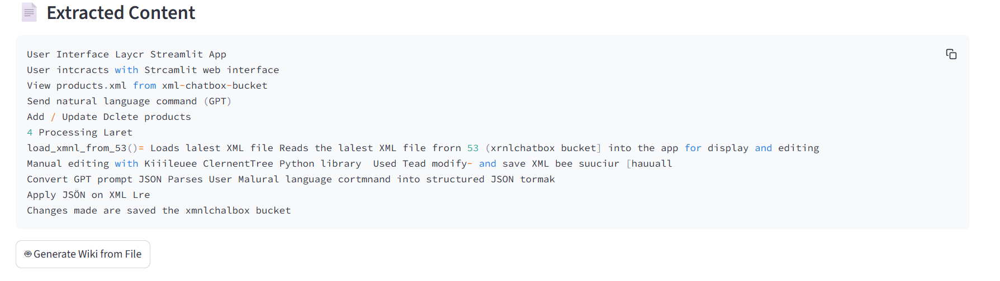 Extracted Content
User Interface Laycr Streamlit App
User intcracts with Strcamlit web interface
View products.xml from xml-chatbox-bucket
Send natural language command (GPT)
Add / Update Dclete products
4 Processing Laret
load_xmnl_from_53()= Loads lalest XML file Reads the lalest XML file frorn 53 (xrnlchatbox bucket] into the app for display and editing
Manual editing with Kiiileuee ClernentTree Python library  Used Tead modify- and save XML bee suuciur [hauuall
Convert GPT prompt JSON Parses User Malural language cortmnand into structured JSON tormak
Apply JSÖN on XML Lre
Changes made are saved the xmnlchalbox bucket
Generate Wiki from File